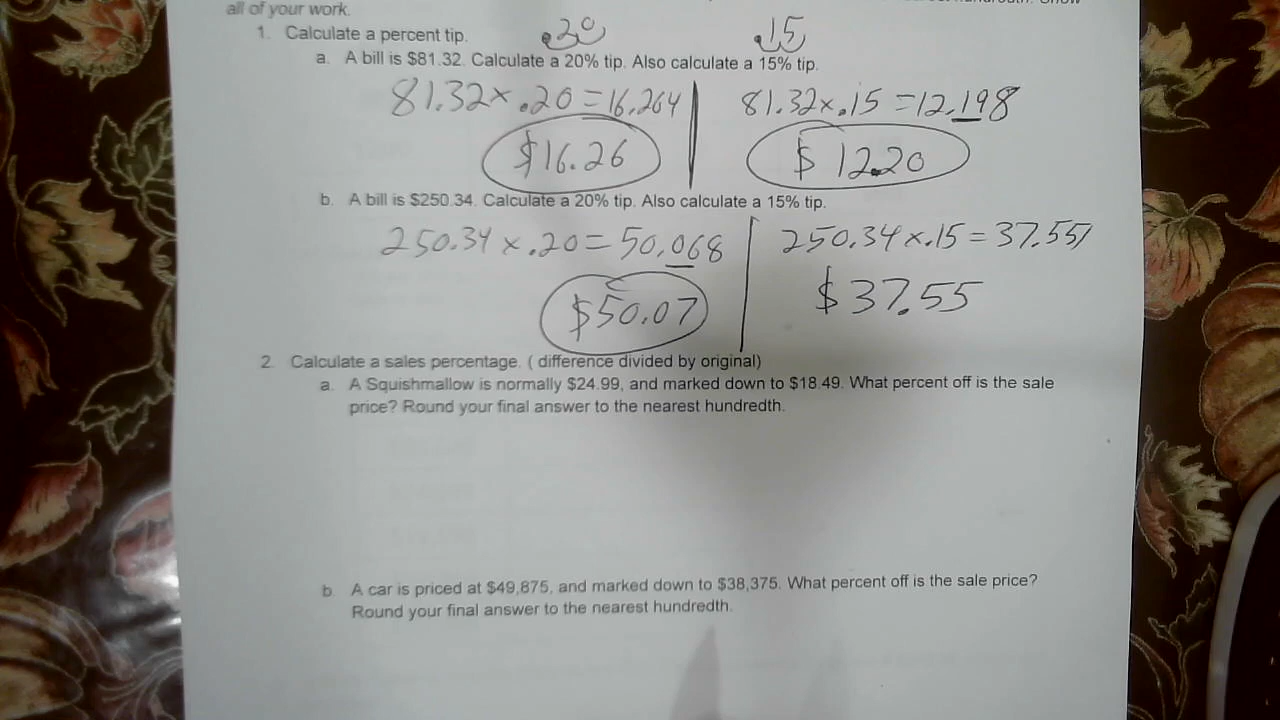 all of your work.
1. Calculate a percent tip. .20 .15
a. A bill is $81.32. Calculate a 20% tip. Also calculate a 15% tip.
81.32× .20 = 16.264 81.32×.15 = 12.198
$16.26 $ 12.20
b. A bill is $250.34. Calculate a 20% tip. Also calculate a 15% tip.
250.34 × .20 = 50.068 250.34 ×.15 = 37.551
$50.07 $37.55
2. Calculate a sales percentage. ( difference divided by original)
a. A Squishmallow is normally $24.99, and marked down to $18.49. What percent off is the sale
price? Round your final answer to the nearest hundredth.
b. A car is priced at $49,875, and marked down to $38,375. What percent off is the sale price?
Round your final answer to the nearest hundredth.